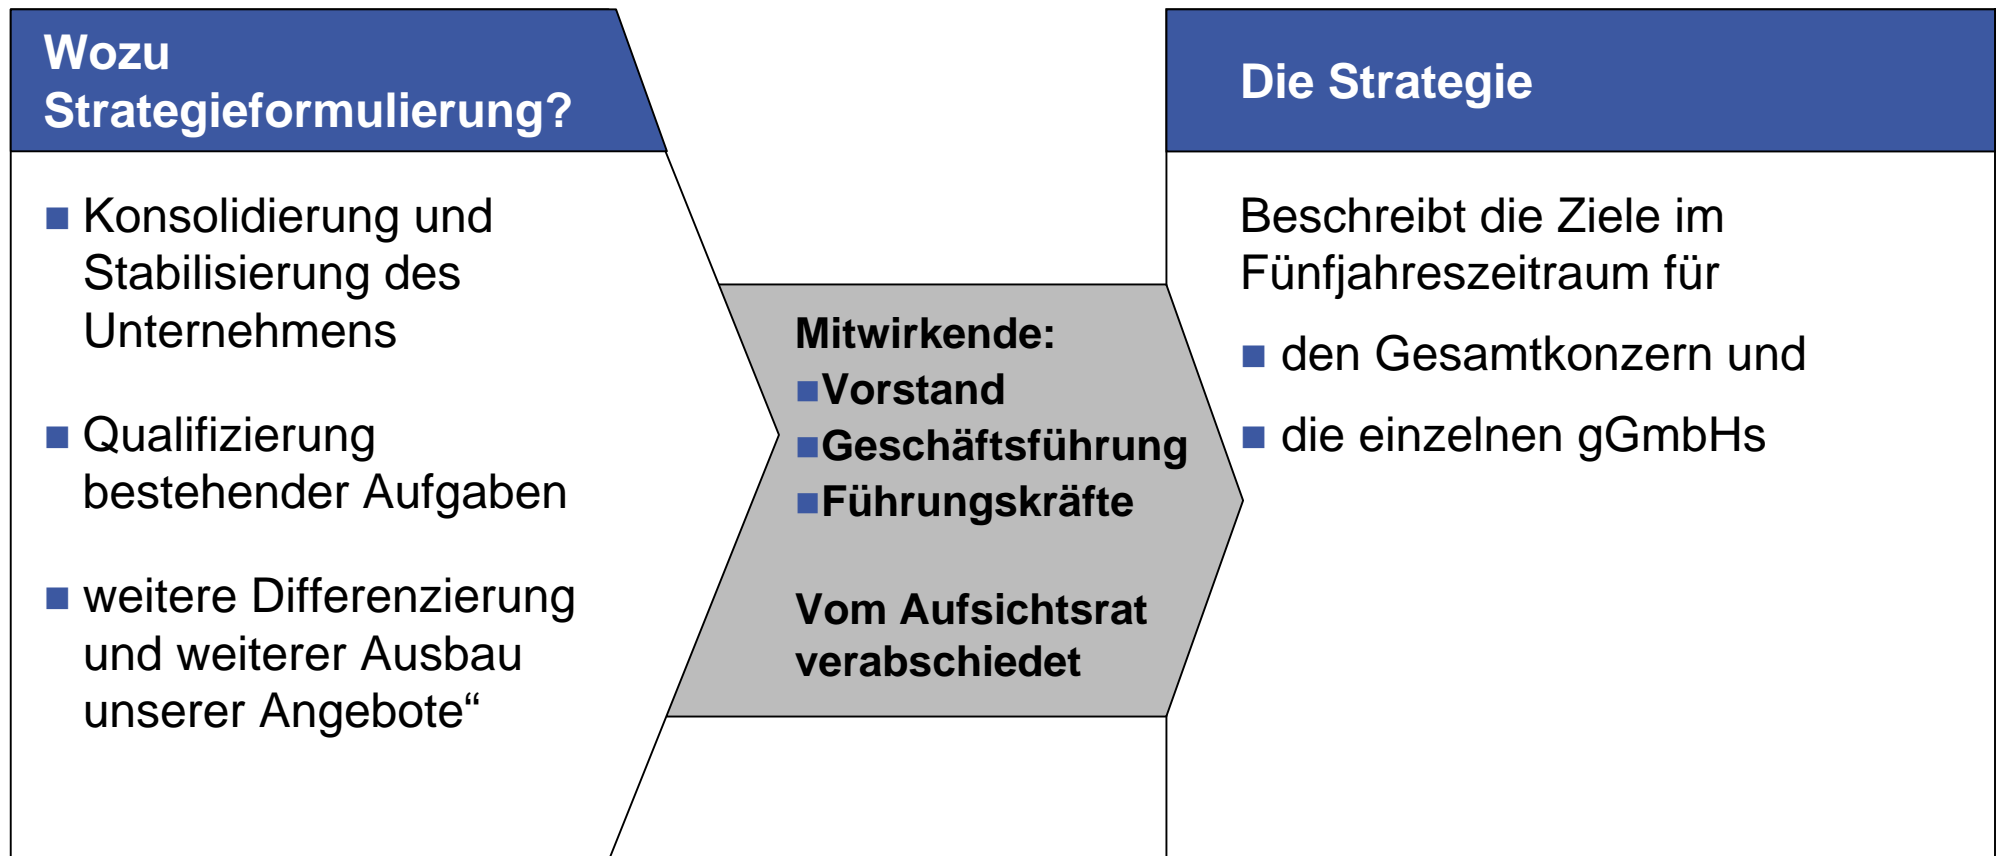 Wozu
Strategieformulierung?
■ Konsolidierung und
Stabilisierung des
Unternehmens
■ Qualifizierung
bestehender Aufgaben
■ weitere Differenzierung
und weiterer Ausbau
unserer Angebote“
Mitwirkende:
■Vorstand
■Geschäftsführung
■Führungskräfte
Vom Aufsichtsrat
verabschiedet
Die Strategie
Beschreibt die Ziele im
Fünfjahreszeitraum für
■ den Gesamtkonzern und
■ die einzelnen gGmbHs